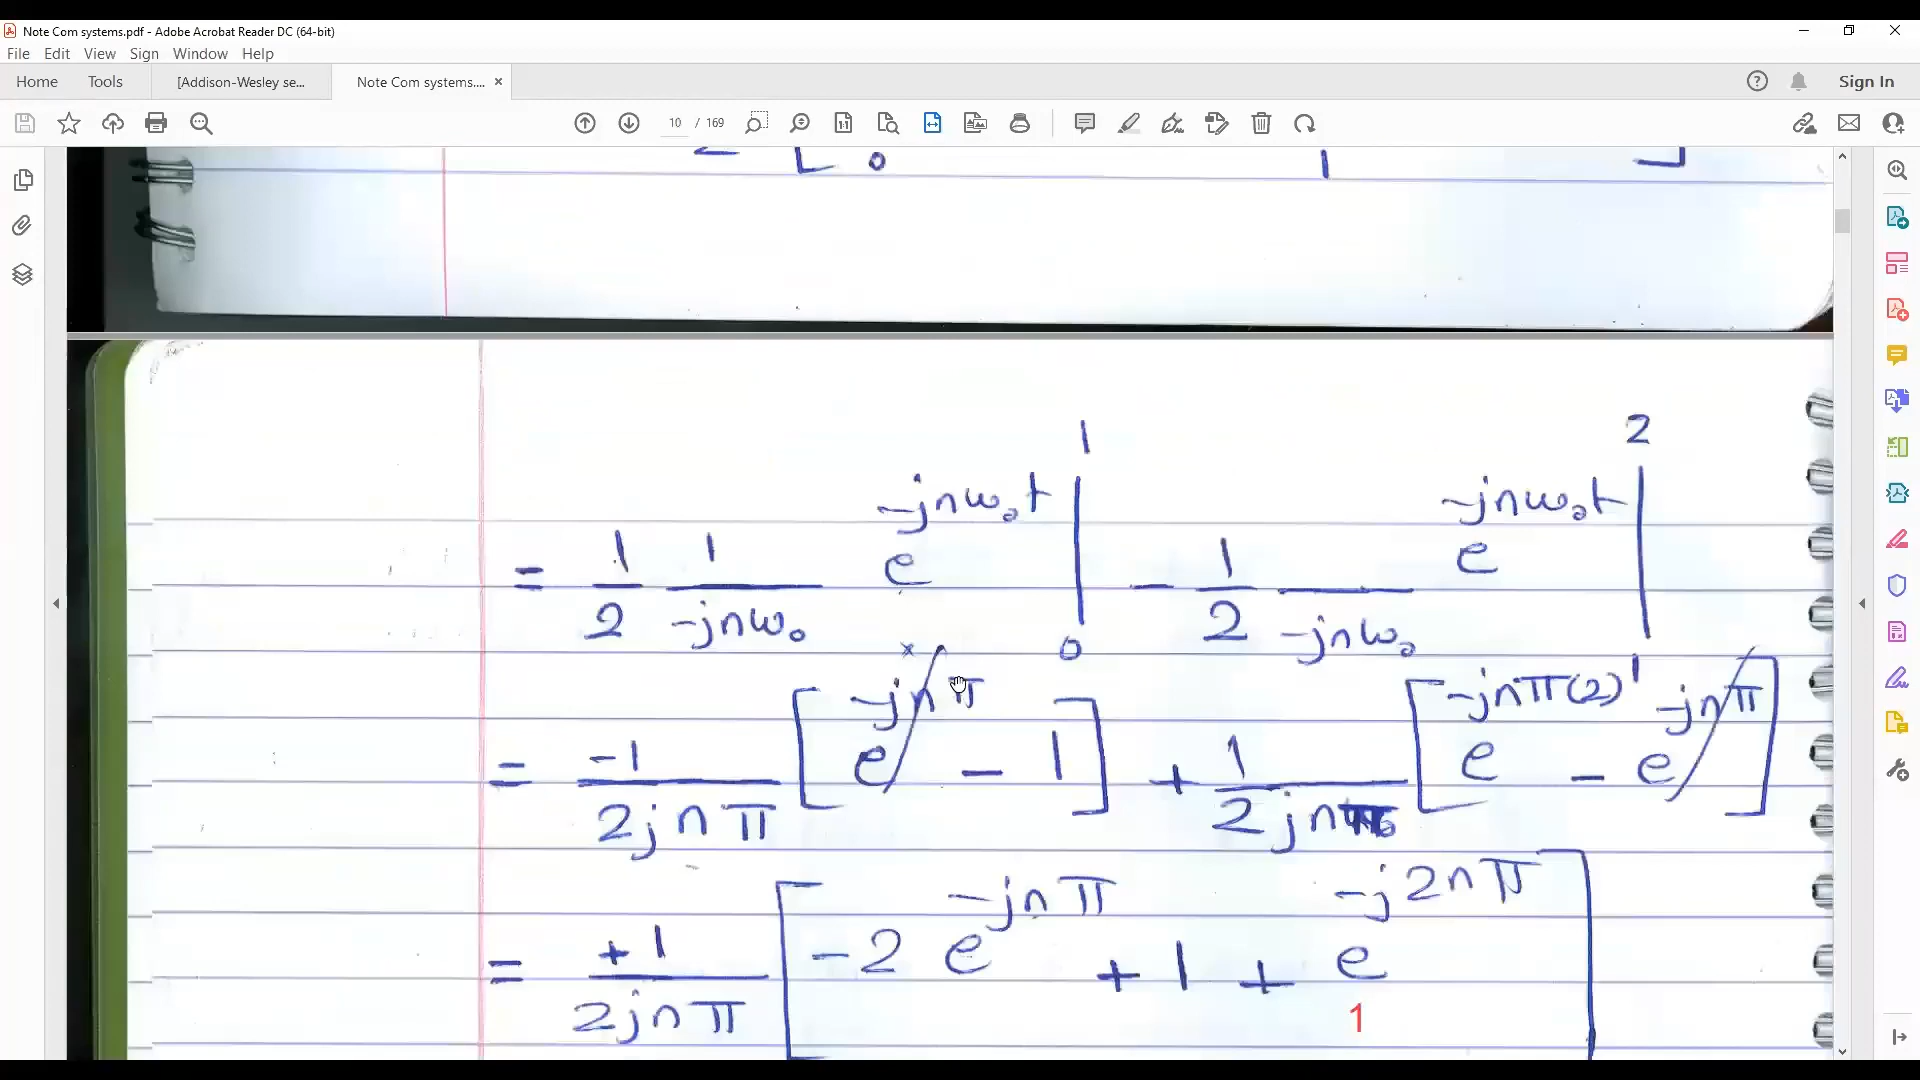 Note Com systems.pdf - Adobe Acrobat Reader DC (64-bit)
File Edit View Sign Window Help
Home Tools [Addison-Wesley se... Note Com systems.... × Sign In
10 / 169
2 [ 0 1 ]
1 2
-jnω₀t -jnω₀t
= 1/2 1/-jnω₀ e | - 1/2 /-jnω₀ e |
× 0 1
= -1/2jnπ [ e^-jnπ - 1 ] + 1/2jnπ [ e^-jnπ(2) - e^-jnπ ]
= +1/2jnπ [ -2 e^-jnπ + 1 + e^-j2nπ ]
1